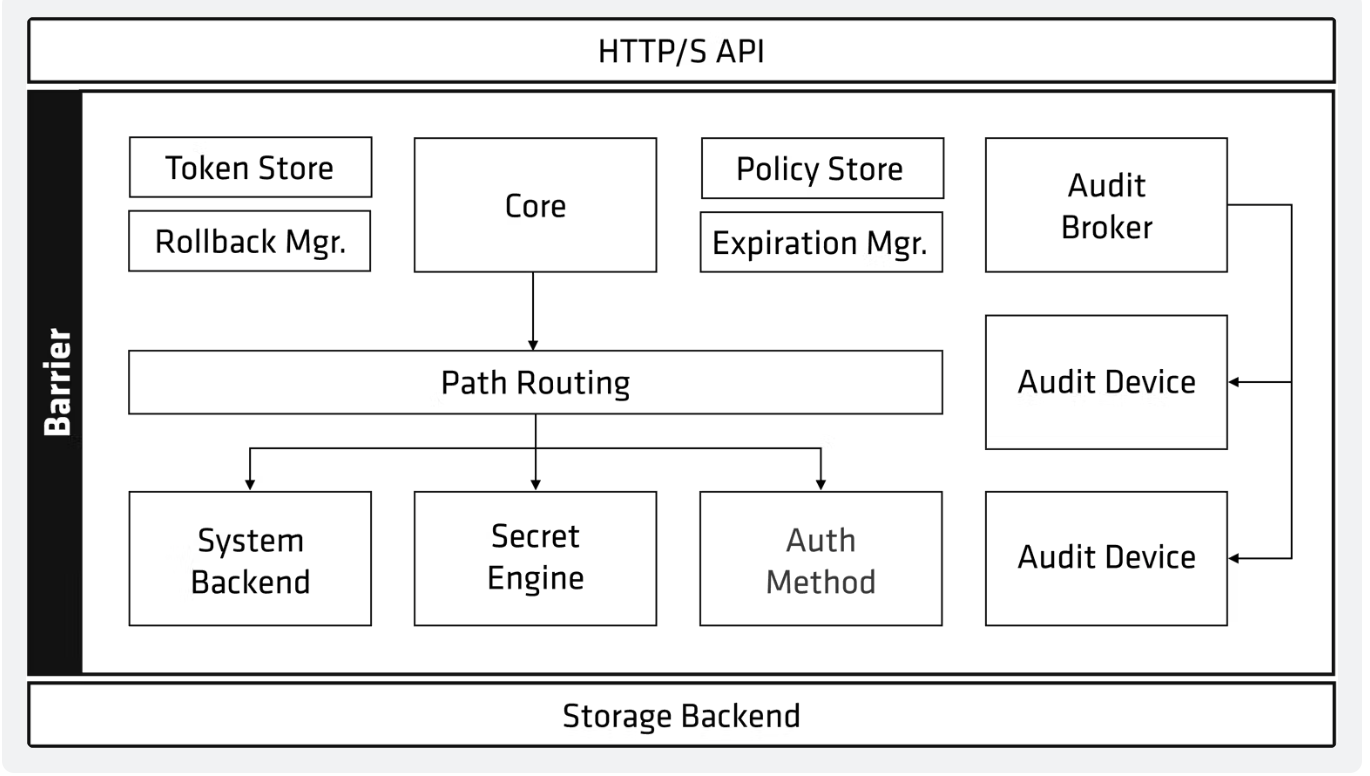 HTTP/S API
Barrier
Token Store
Rollback Mgr.
Core
Policy Store
Expiration Mgr.
Audit
Broker
Path Routing
Audit Device
System
Backend
Secret
Engine
Auth
Method
Audit Device
Storage Backend